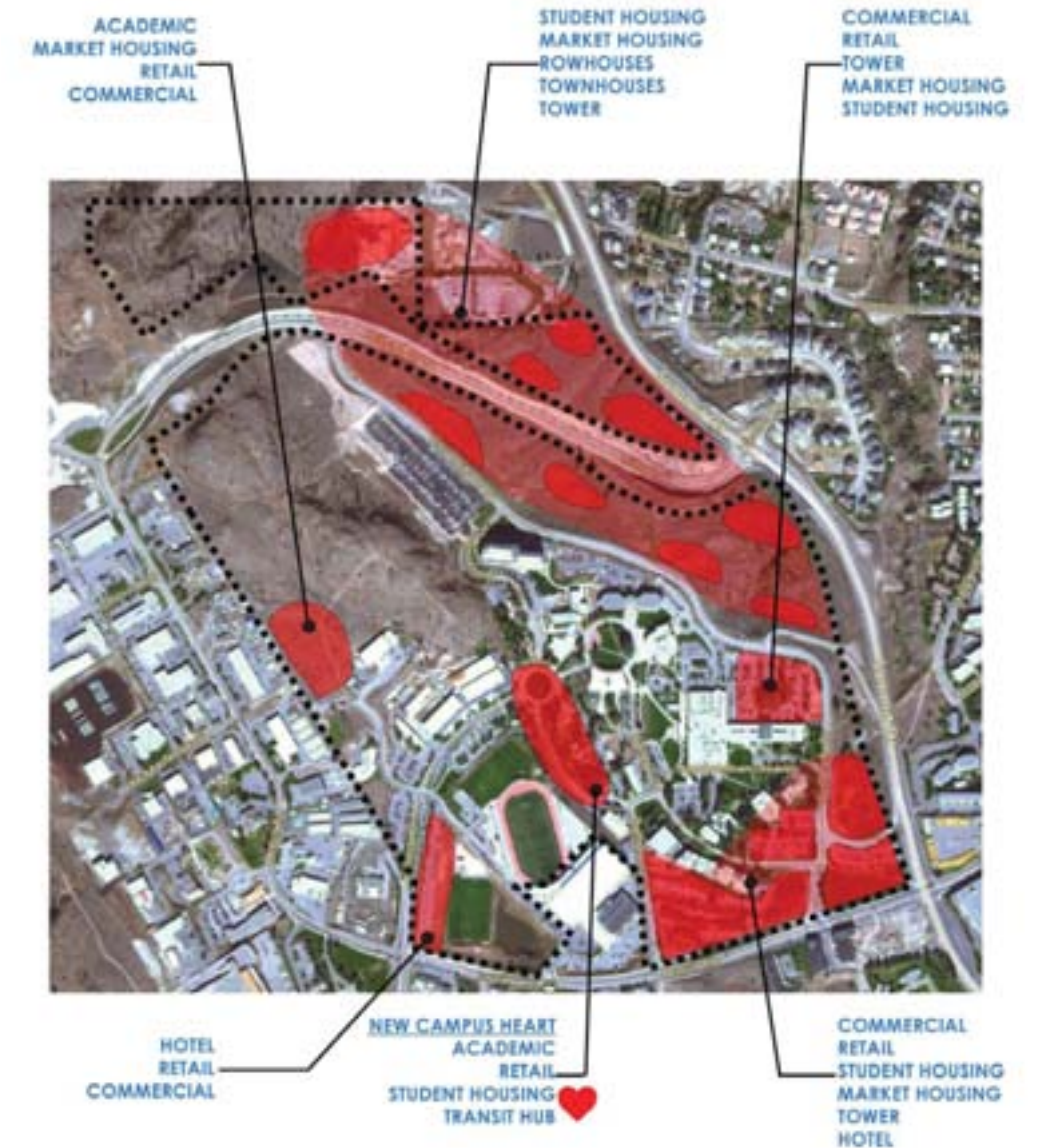 ACADEMIC
MARKET HOUSING
RETAIL
COMMERCIAL
STUDENT HOUSING
MARKET HOUSING
ROWHOUSES
TOWNHOUSES
TOWER
COMMERCIAL
RETAIL
TOWER
MARKET HOUSING
STUDENT HOUSING
HOTEL
RETAIL
COMMERCIAL
NEW CAMPUS HEART
ACADEMIC
RETAIL
STUDENT HOUSING
TRANSIT HUB
COMMERCIAL
RETAIL
STUDENT HOUSING
MARKET HOUSING
TOWER
HOTEL